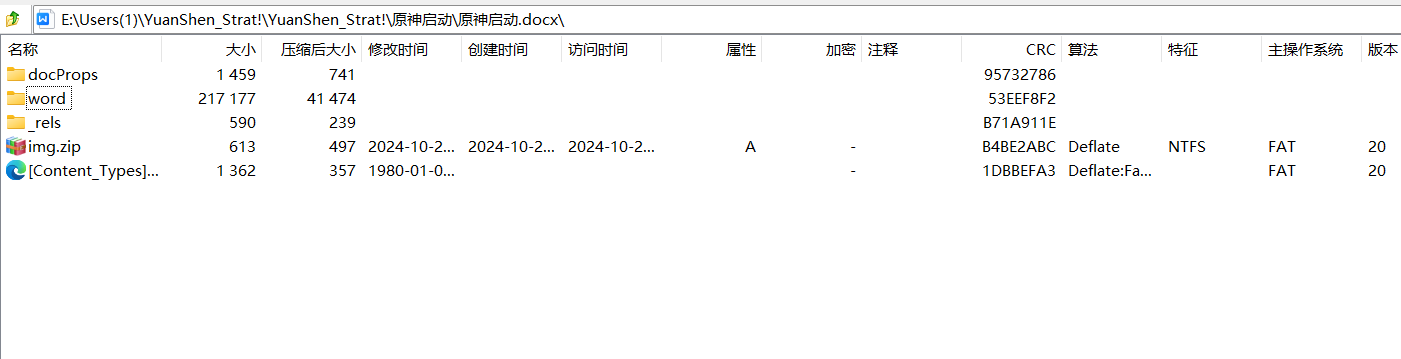 E:\Users(1)\YuanShen_Strat!\YuanShen_Strat!\原神启动\原神启动.docx\
名称 大小 压缩后大小 修改时间 创建时间 访问时间 属性 加密 注释 CRC 算法 特征 主操作系统 版本
docProps 1 459 741 95732786
word 217 177 41 474 53EEF8F2
_rels 590 239 B71A911E
img.zip 613 497 2024-10-2... 2024-10-2... 2024-10-2... A - B4BE2ABC Deflate NTFS FAT 20
[Content_Types]... 1 362 357 1980-01-0... - 1DBBEFA3 Deflate:Fa... FAT 20